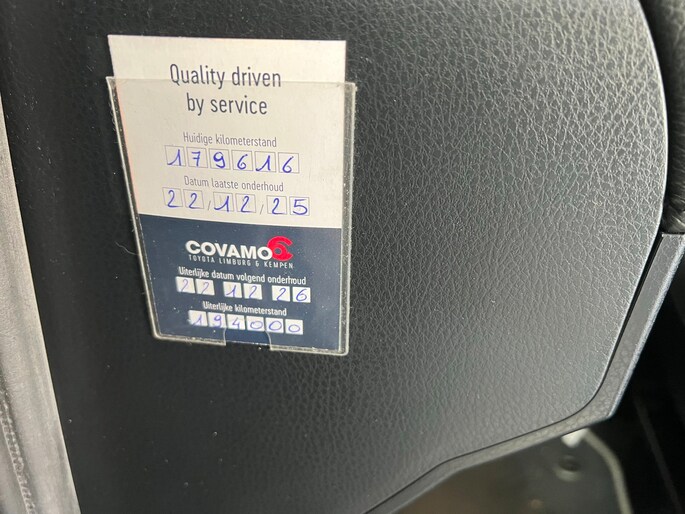 Quality driven
by service
Huidige kilometerstand
179616
Datum laatste onderhoud
22/12/25
COVAMO
TOYOTA LIMBURG & KEMPEN
Uiterlijke datum volgend onderhoud
22 12 26
Uiterlijke kilometerstand
194000